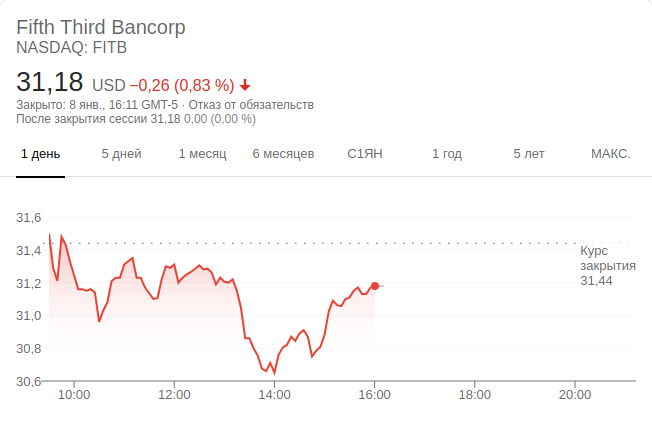 Fifth Third Bancorp
NASDAQ: FITB
31,18 USD −0,26 (0,83 %)
Закрыто: 8 янв., 16:11 GMT-5 · Отказ от обязательств
После закрытия сессии 31,18 0,00 (0,00 %)
1 день 5 дней 1 месяц 6 месяцев С1ЯН 1 год 5 лет МАКС.
31,6
31,4
Курс
закрытия
31,44
31,2
31,0
30,8
30,6
10:00 12:00 14:00 16:00 18:00 20:00